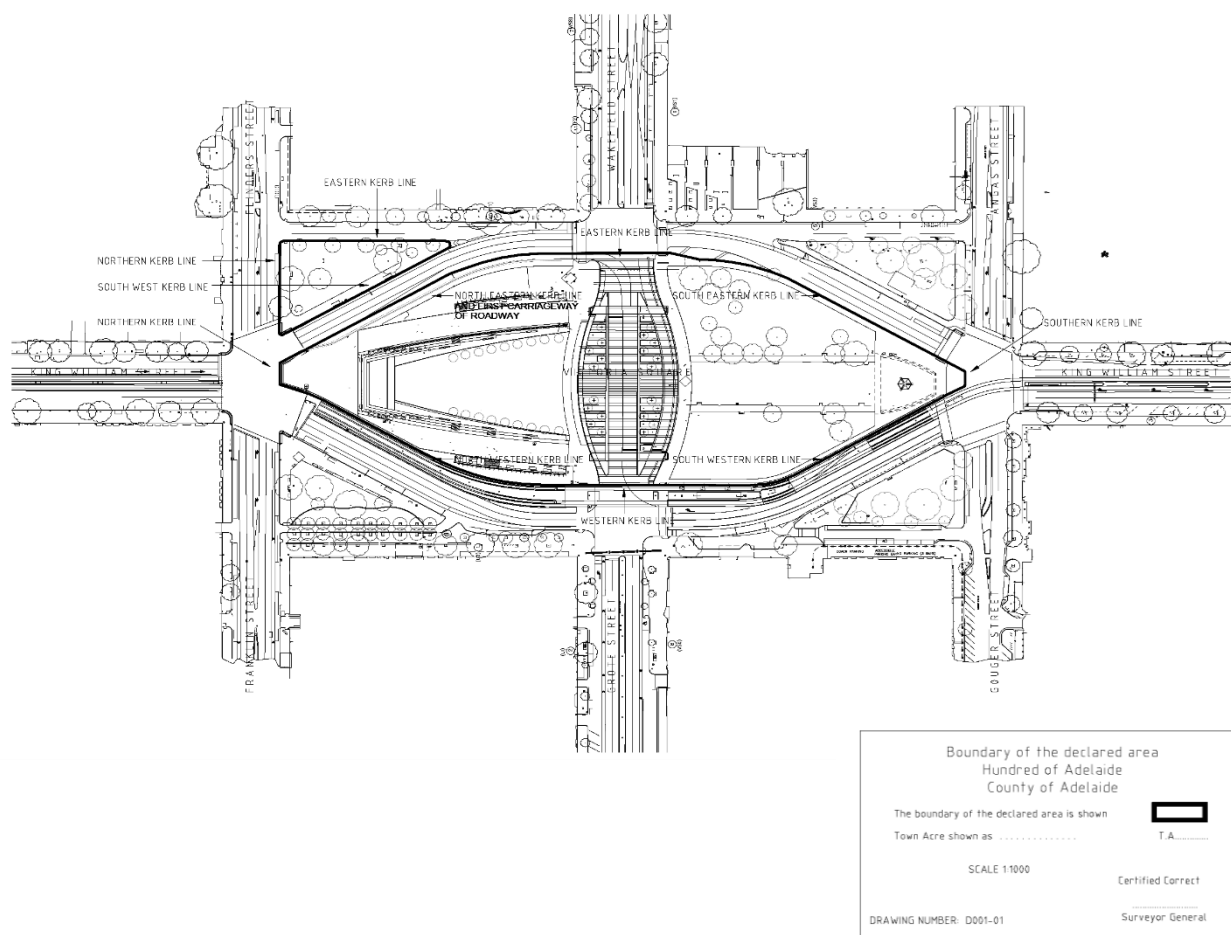 WAKEFIELD STREET
FLINDERS STREET
ANGAS STREET
EASTERN KERB LINE
EASTERN KERB LINE
NORTHERN KERB LINE
SOUTH WEST KERB LINE
NORTH EASTERN KERB LINE
AND FIRST CARRIAGEWAY
OF ROADWAY
SOUTH EASTERN KERB LINE
NORTHERN KERB LINE
SOUTHERN KERB LINE
KING WILLIAM STREET
VICTORIA SQUARE
KING WILLIAM STREET
NORTH WESTERN KERB LINE
SOUTH WESTERN KERB LINE
WESTERN KERB LINE
FRANKLIN STREET
GROTE STREET
GOUGER STREET
Boundary of the declared area
Hundred of Adelaide
County of Adelaide
The boundary of the declared area is shown
Town Acre shown as .............. T.A.............
SCALE 1:1000
Certified Correct
DRAWING NUMBER: D001-01
Surveyor General